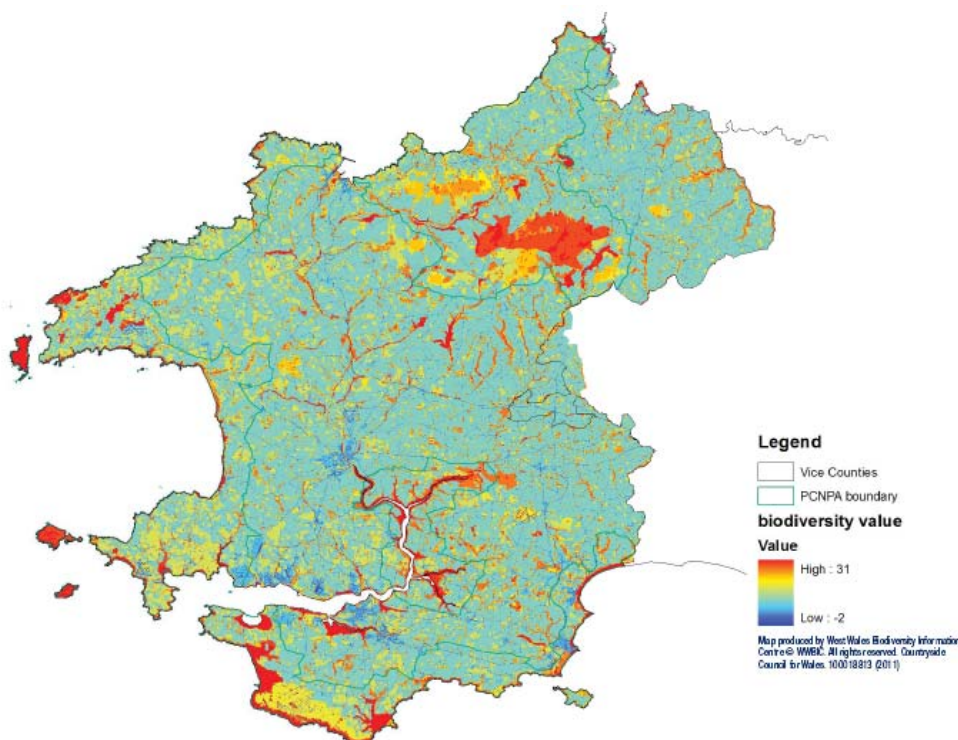 Legend
Vice Counties
PCNPA boundary
biodiversity value
Value
High : 31
Low : -2
Map produced by West Wales Biodiversity Information
Centre © WWBIC. All rights reserved. Countryside
Council for Wales. 100018813 (2011)